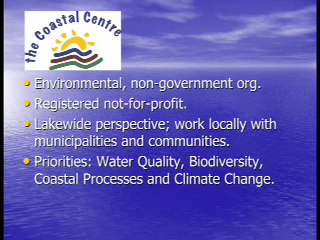 the Coastal Centre
• Environmental, non-government org.
• Registered not-for-profit.
• Lakewide perspective; work locally with
municipalities and communities.
• Priorities: Water Quality, Biodiversity,
Coastal Processes and Climate Change.